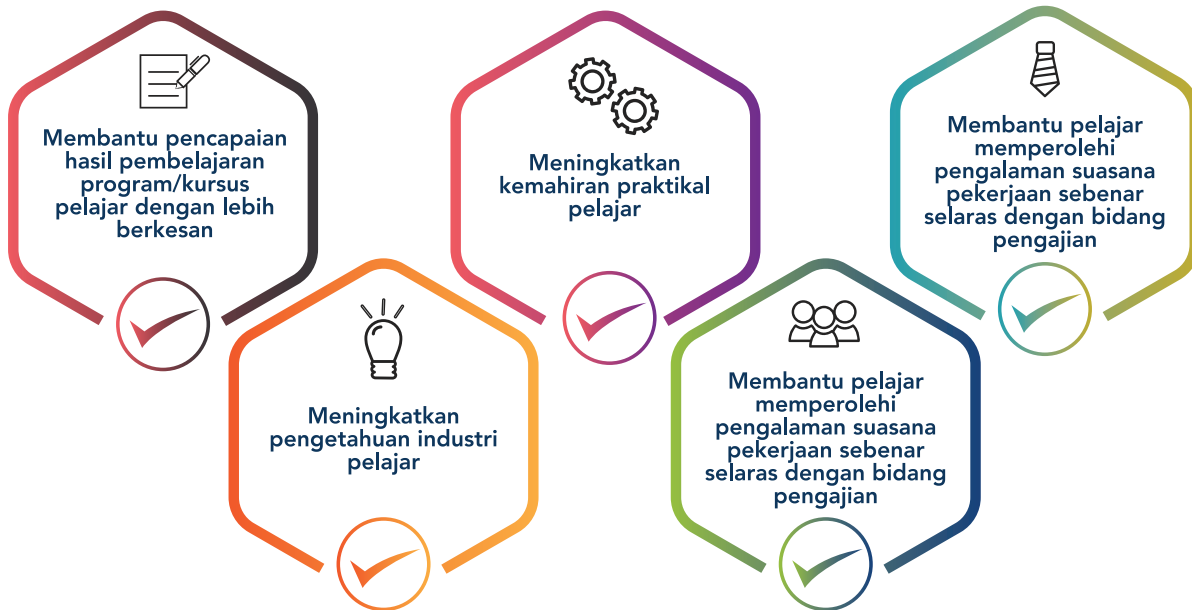 Membantu pencapaian
hasil pembelajaran
program/kursus
pelajar dengan lebih
berkesan
Meningkatkan
pengetahuan industri
pelajar
Meningkatkan
kemahiran praktikal
pelajar
Membantu pelajar
memperolehi
pengalaman suasana
pekerjaan sebenar
selaras dengan bidang
pengajian
Membantu pelajar
memperolehi
pengalaman suasana
pekerjaan sebenar
selaras dengan bidang
pengajian